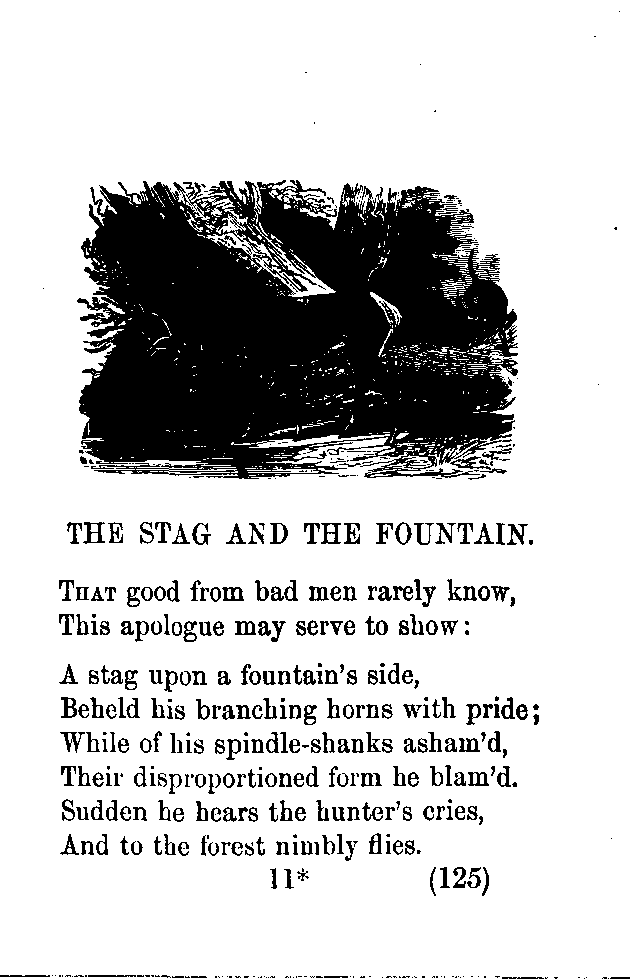 THE STAG AND THE FOUNTAIN.
THAT good from bad men rarely know,
This apologue may serve to show:
A stag upon a fountain's side,
Beheld his branching horns with pride;
While of his spindle-shanks asham'd,
Their disproportioned form he blam'd.
Sudden he hears the hunter's cries,
And to the forest nimbly flies.
11* (125)